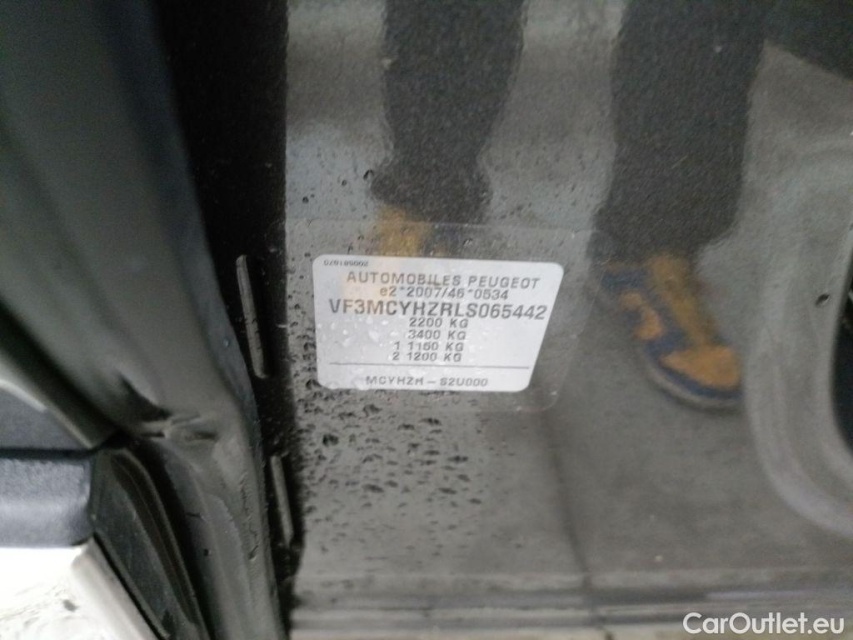 AUTOMOBILES PEUGEOT
e2*2007/46*0534
VF3MCYHZRLS065442
2200 KG
3400 KG
1 1150 KG
2 1200 KG
MCYHZH - S2U000
CarOutlet.eu